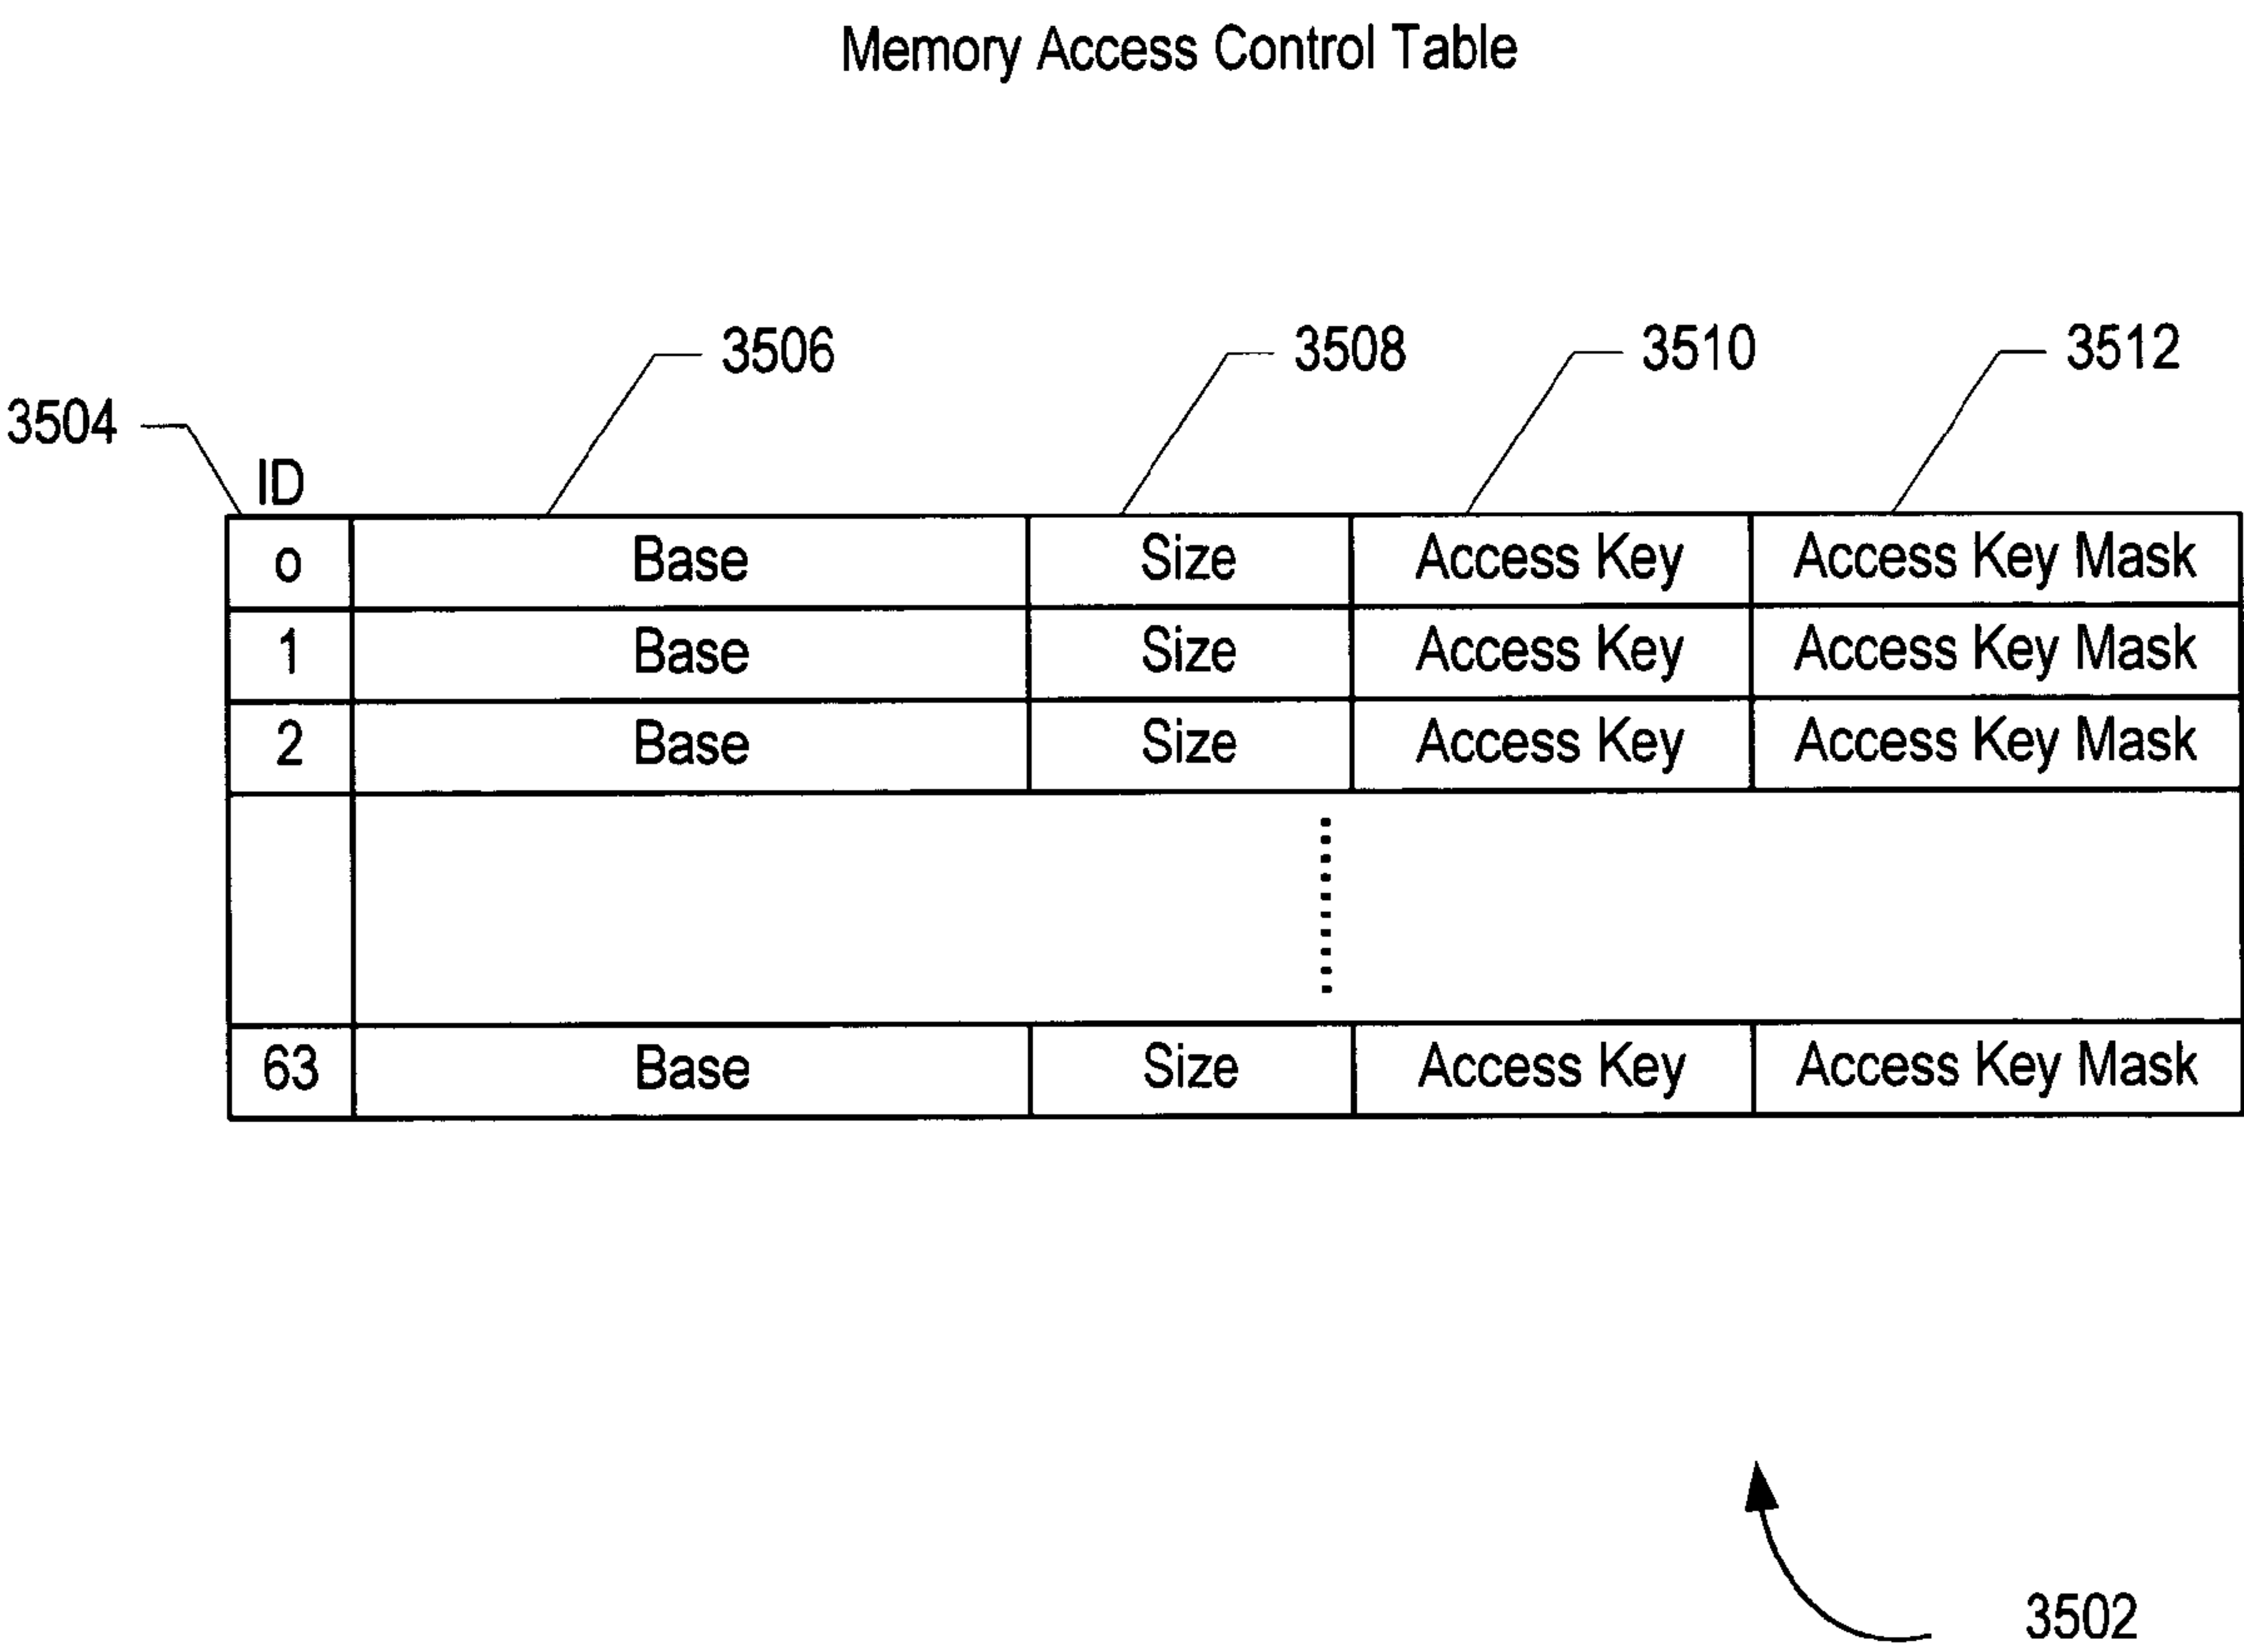 Memory Access Control Table
3506 3508 3510 3512
3504
ID
o Base Size Access Key Access Key Mask
1 Base Size Access Key Access Key Mask
2 Base Size Access Key Access Key Mask
63 Base Size Access Key Access Key Mask
3502